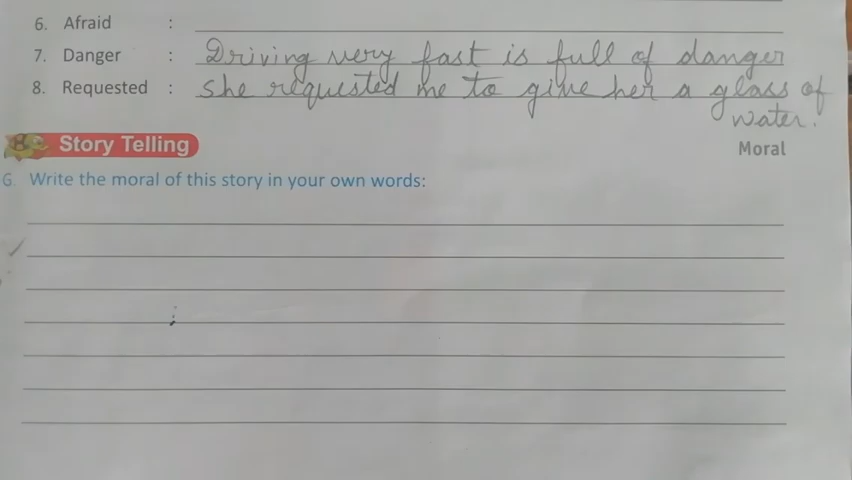 6. Afraid :
7. Danger : Driving very fast is full of danger
8. Requested : She requested me to give her a glass of
water.
Story Telling
Moral
G. Write the moral of this story in your own words: